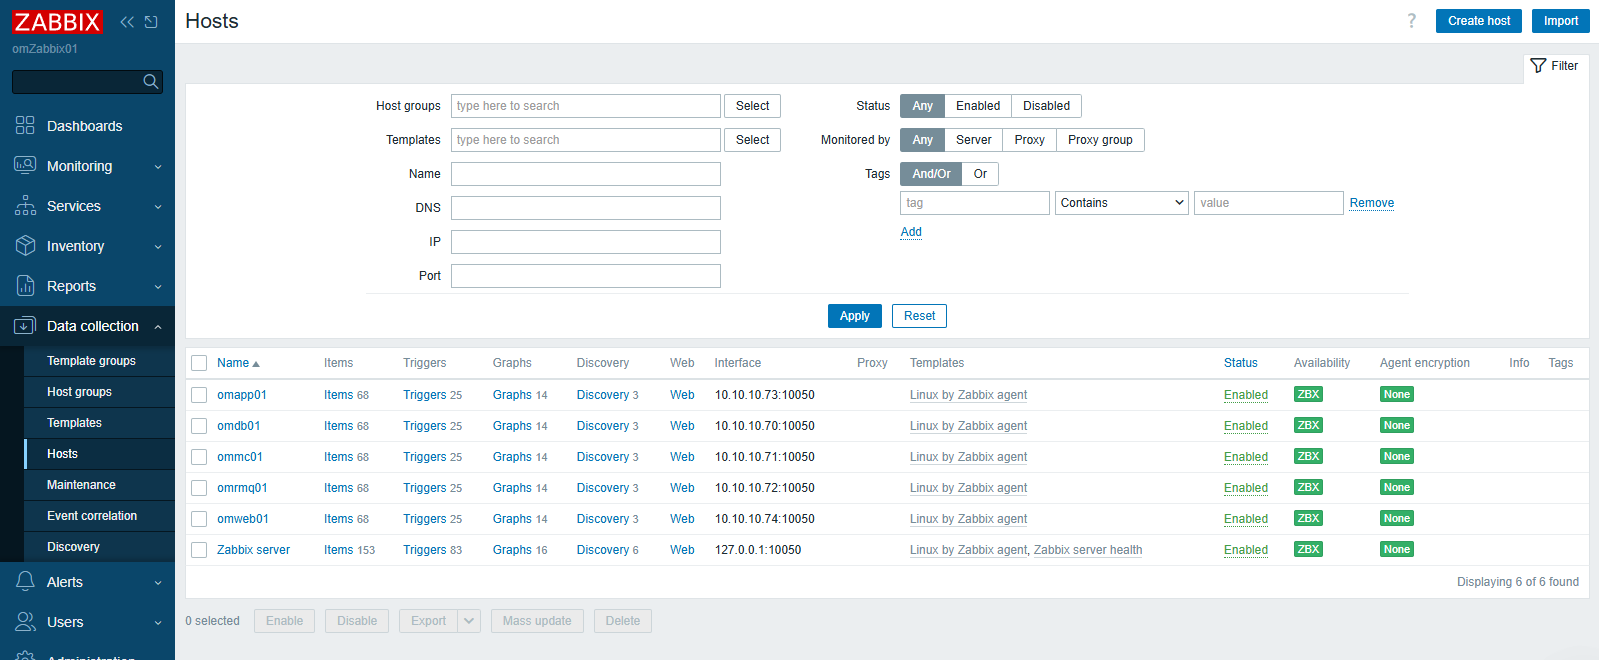 ZABBIX
omZabbix01
Dashboards
Monitoring
Services
Inventory
Reports
Data collection
Template groups
Host groups
Templates
Hosts
Maintenance
Event correlation
Discovery
Alerts
Users
Administration
Hosts
? Create host Import
Filter
Host groups type here to search Select
Templates type here to search Select
Name
DNS
IP
Port
Status Any Enabled Disabled
Monitored by Any Server Proxy Proxy group
Tags And/Or Or
tag Contains value Remove
Add
Apply Reset
Name Items Triggers Graphs Discovery Web Interface Proxy Templates Status Availability Agent encryption Info Tags
omapp01 Items 68 Triggers 25 Graphs 14 Discovery 3 Web 10.10.10.73:10050 Linux by Zabbix agent Enabled ZBX None
omdb01 Items 68 Triggers 25 Graphs 14 Discovery 3 Web 10.10.10.70:10050 Linux by Zabbix agent Enabled ZBX None
ommc01 Items 68 Triggers 25 Graphs 14 Discovery 3 Web 10.10.10.71:10050 Linux by Zabbix agent Enabled ZBX None
omrmq01 Items 68 Triggers 25 Graphs 14 Discovery 3 Web 10.10.10.72:10050 Linux by Zabbix agent Enabled ZBX None
omweb01 Items 68 Triggers 25 Graphs 14 Discovery 3 Web 10.10.10.74:10050 Linux by Zabbix agent Enabled ZBX None
Zabbix server Items 153 Triggers 83 Graphs 16 Discovery 6 Web 127.0.0.1:10050 Linux by Zabbix agent, Zabbix server health Enabled ZBX None
Displaying 6 of 6 found
0 selected Enable Disable Export Mass update Delete